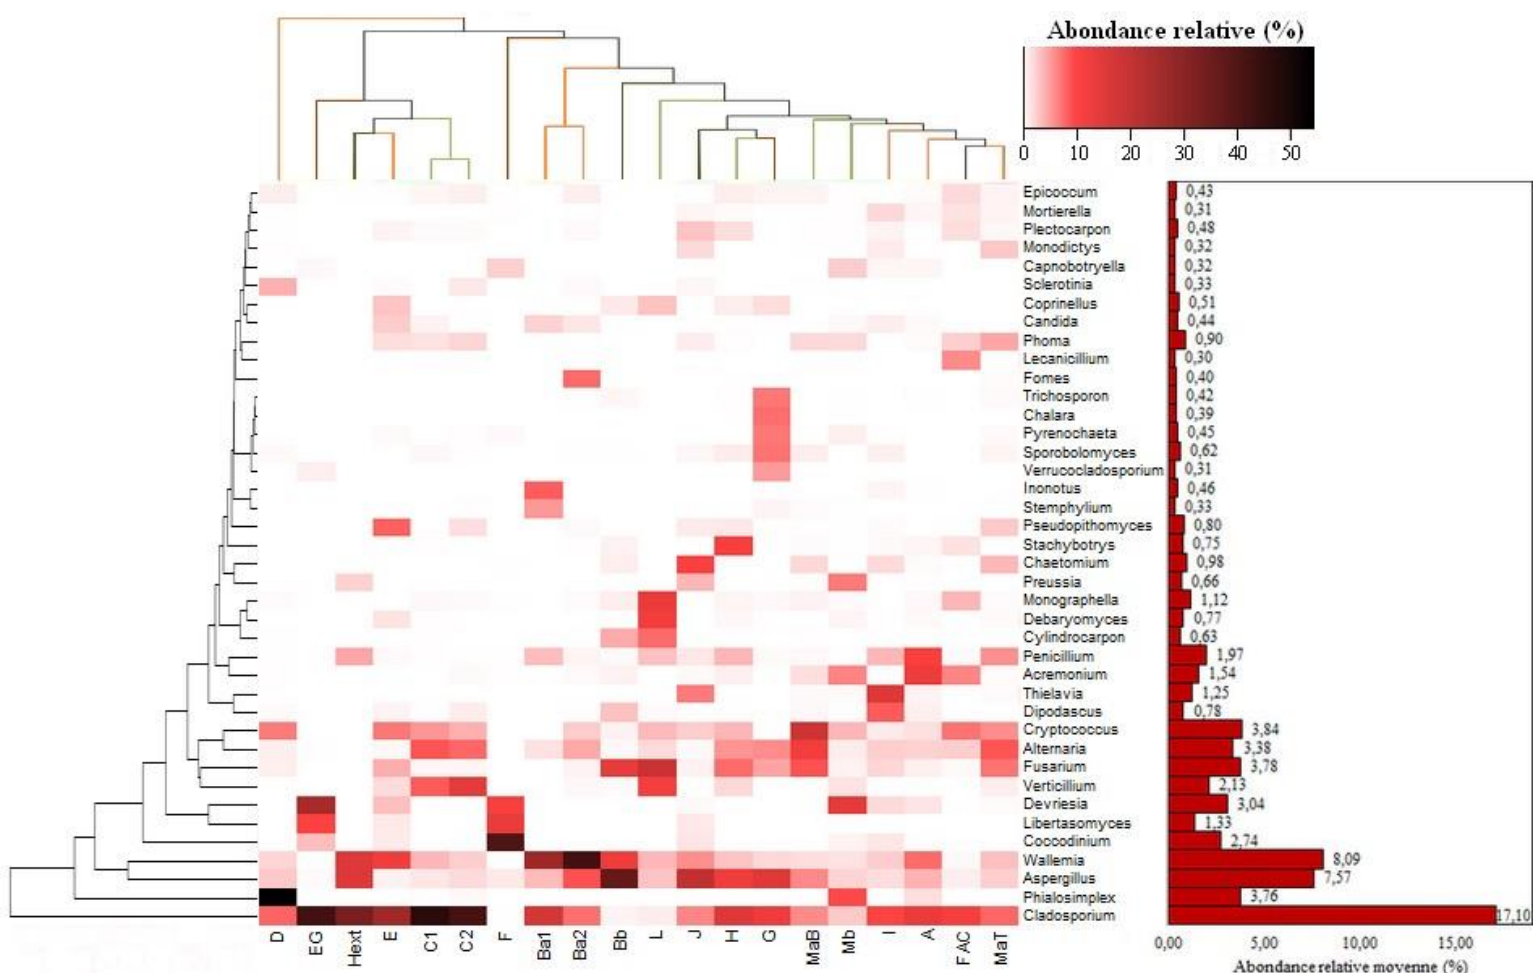 Abondance relative (%)
0 10 20 30 40 50
Epicoccum 0,43
Mortierella 0,31
Plectocarpon 0,48
Monodictys 0,32
Capnobotryella 0,32
Sclerotinia 0,33
Coprinellus 0,51
Candida 0,44
Phoma 0,90
Lecanicillium 0,30
Fomes 0,40
Trichosporon 0,42
Chalara 0,39
Pyrenochaeta 0,45
Sporobolomyces 0,62
Verrucocladosporium 0,31
Inonotus 0,46
Stemphylium 0,33
Pseudopithomyces 0,80
Stachybotrys 0,75
Chaetomium 0,98
Preussia 0,66
Monographella 1,12
Debaryomyces 0,77
Cylindrocarpon 0,63
Penicillium 1,97
Acremonium 1,54
Thielavia 1,25
Dipodascus 0,78
Cryptococcus 3,84
Alternaria 3,38
Fusarium 3,78
Verticillium 2,13
Devriesia 3,04
Libertasomyces 1,33
Coccodinium 2,74
Wallemia 8,09
Aspergillus 7,57
Phialosimplex 3,76
Cladosporium 17,10
D EG Hext E C1 C2 F Ba1 Ba2 Bb L J H G MaB Mb I A F AC MaT
0,00 5,00 10,00 15,00
Abondance relative moyenne (%)